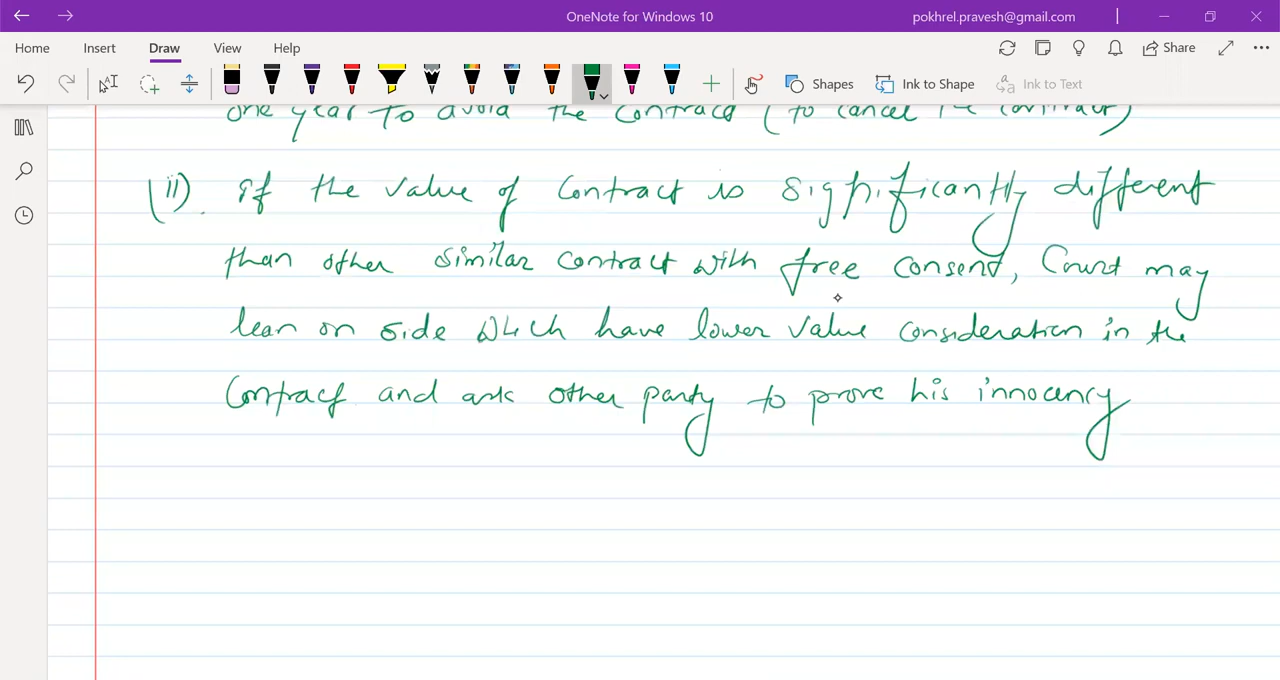 OneNote for Windows 10
pokhrel.pravesh@gmail.com
Home Insert Draw View Help
Share
Shapes Ink to Shape Ink to Text
one year to avoid the contract (to cancel the contract)
(ii). if the value of contract is significantly different
than other similar contract with free consent, Court may
lean on side which have lower value consideration in the
Contract and ask other party to prove his innocency